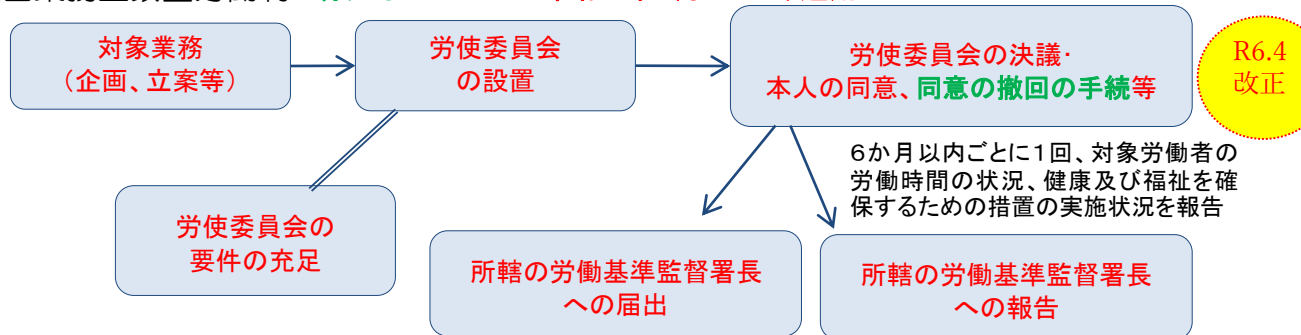 対象業務
（企画、立案等）
労使委員会
の設置
労使委員会の決議・
本人の同意、同意の撤回の手続等
R6.4
改正
6か月以内ごとに1回、対象労働者の
労働時間の状況、健康及び福祉を確
保するための措置の実施状況を報告
労使委員会の
要件の充足
所轄の労働基準監督署長
への届出
所轄の労働基準監督署長
への報告